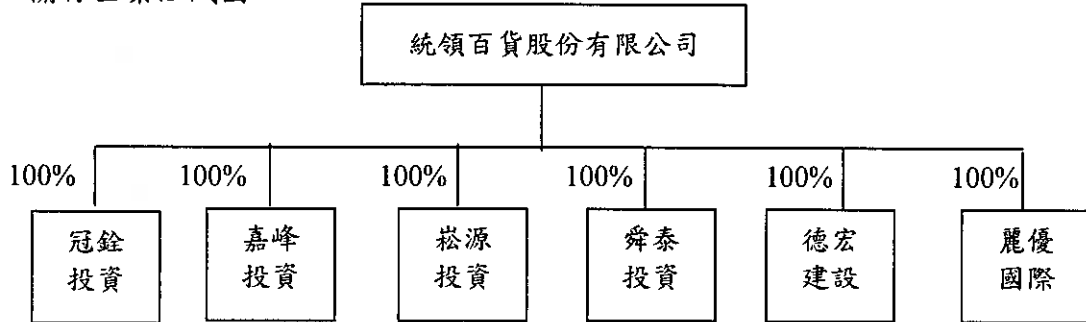 統領百貨股份有限公司
100% 100% 100% 100% 100% 100%
冠銓 嘉峰 崧源 舜泰 德宏 麗優
投資 投資 投資 投資 建設 國際